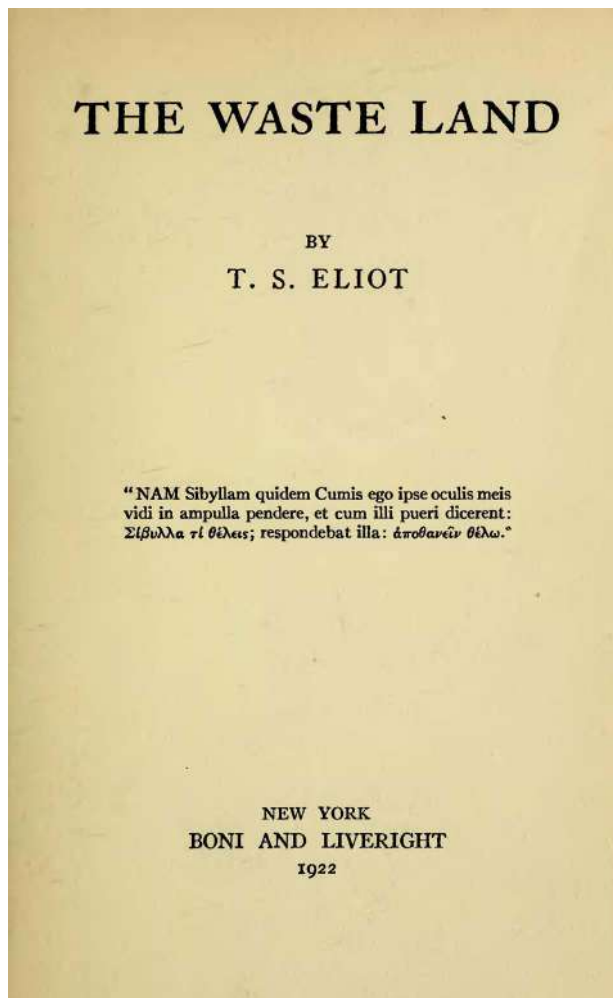 THE WASTE LAND
BY
T. S. ELIOT
“NAM Sibyllam quidem Cumis ego ipse oculis meis
vidi in ampulla pendere, et cum illi pueri dicerent:
Σίβυλλα τί θέλεις; respondebat illa: ἀποθανεῖν θέλω.”
NEW YORK
BONI AND LIVERIGHT
1922